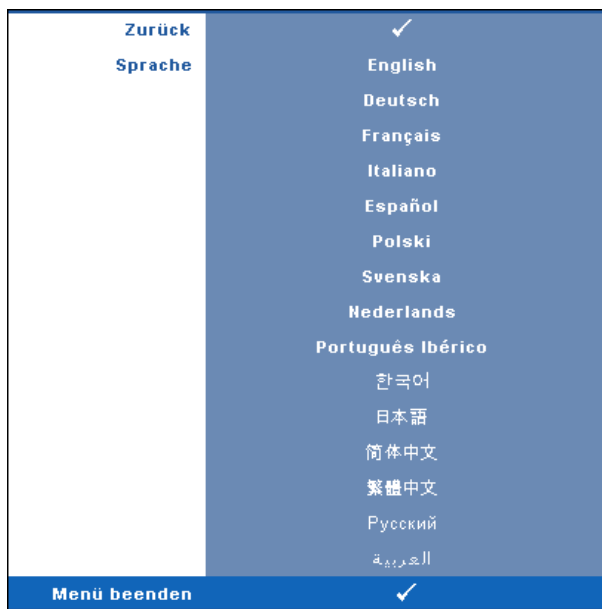 Zurück ✓
Sprache English
Deutsch
Français
Italiano
Español
Polski
Svenska
Nederlands
Português Ibérico
한국어
日本語
简体中文
繁體中文
Русский
العربية
Menü beenden ✓